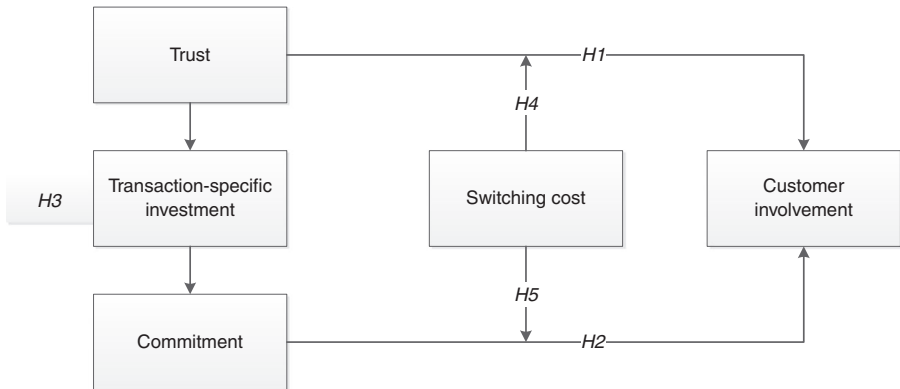 Trust
H1
H4
H3
Transaction-specific
investment
Switching cost
Customer
involvement
H5
Commitment
H2